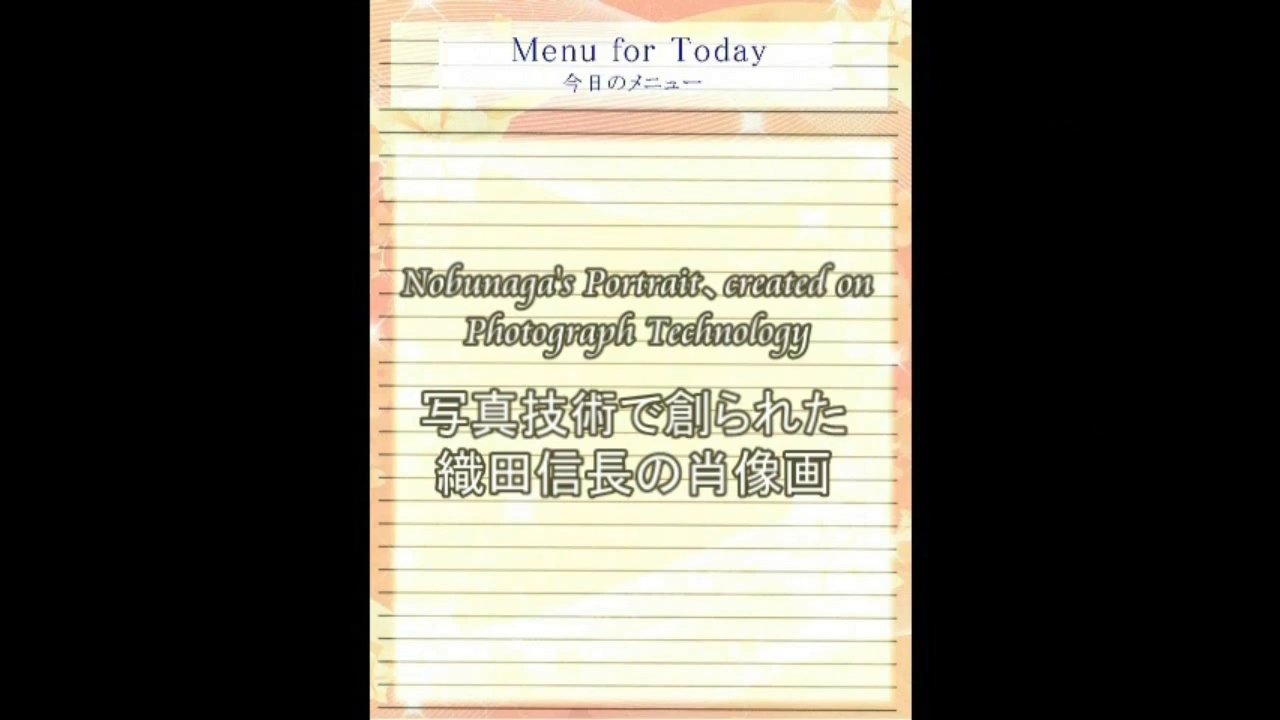 Menu for Today
今日のメニュー
Nobunaga's Portrait、created on
Photograph Technology
写真技術で創られた
織田信長の肖像画